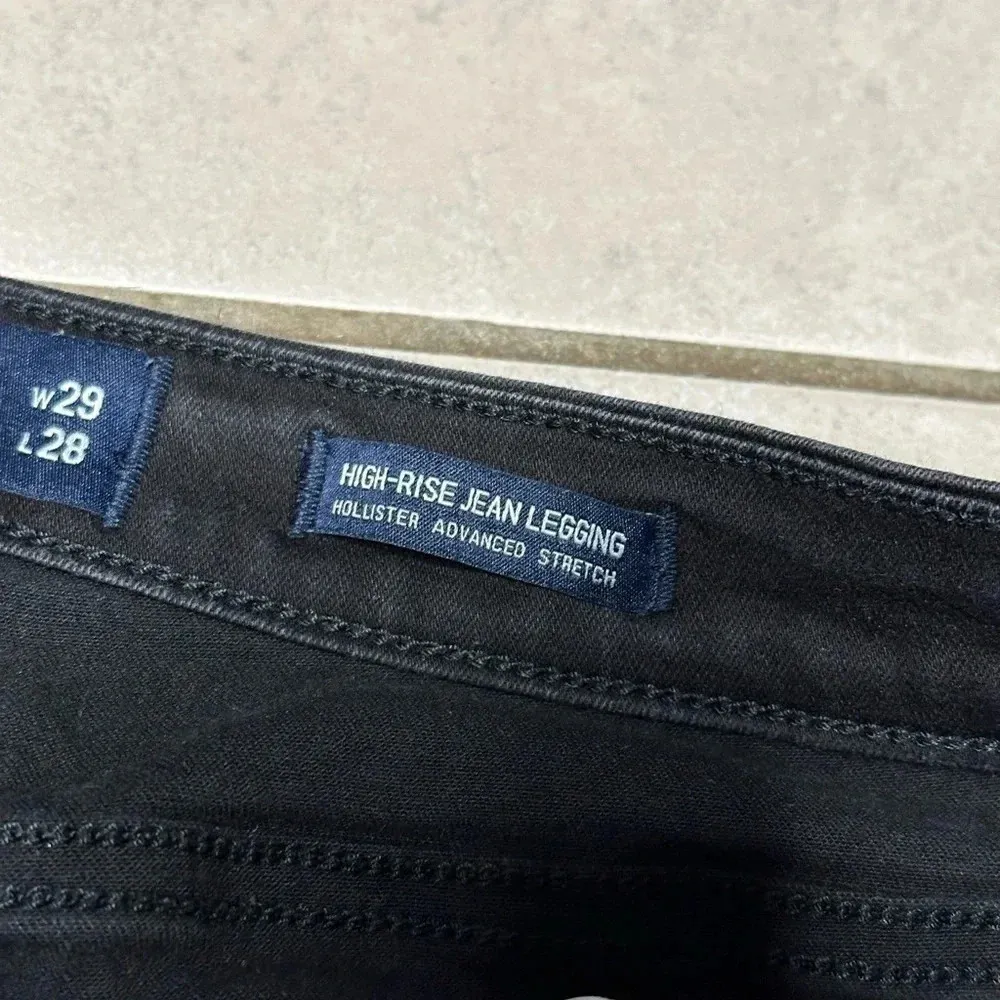 W29
L28
HIGH-RISE JEAN LEGGING
HOLLISTER ADVANCED STRETCH